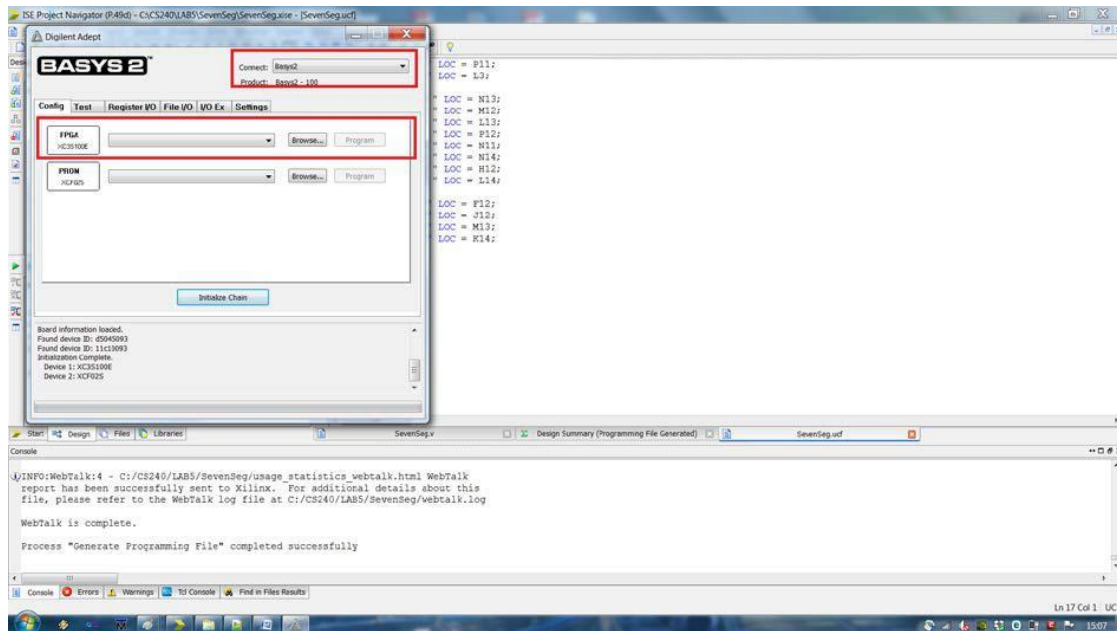 ISE Project Navigator (P.49d) - C:\CS240\LAB5\SevenSeg\SevenSeg.xise - [SevenSeg.ucf]
Digilent Adept
BASYS 2
Connect: Basys2
Product: Basys2 - 100
Config Test Register I/O File I/O I/O Ex Settings
FPGA
XC3S100E
Browse... Program
PROM
XCF02S
Browse... Program
Initialize Chain
Board information loaded.
Found device ID: d5045093
Found device ID: 11c13093
Initialization Complete.
Device 1: XC3S100E
Device 2: XCF02S
LOC = P11;
LOC = L3;
" LOC = N13;
" LOC = M12;
" LOC = L13;
" LOC = P12;
" LOC = N11;
" LOC = N14;
" LOC = H12;
" LOC = L14;
LOC = F12;
LOC = J12;
LOC = M13;
LOC = K14;
Start Design Files Libraries
SevenSeg.v Design Summary (Programming File Generated) SevenSeg.ucf
Console
INFO:WebTalk:4 - C:/CS240/LAB5/SevenSeg/usage_statistics_webtalk.html WebTalk
report has been successfully sent to Xilinx. For additional details about this
file, please refer to the WebTalk log file at C:/CS240/LAB5/SevenSeg/webtalk.log
WebTalk is complete.
Process "Generate Programming File" completed successfully
Console Errors Warnings Tcl Console Find in Files Results
Ln 17 Col 1 UC
15:07